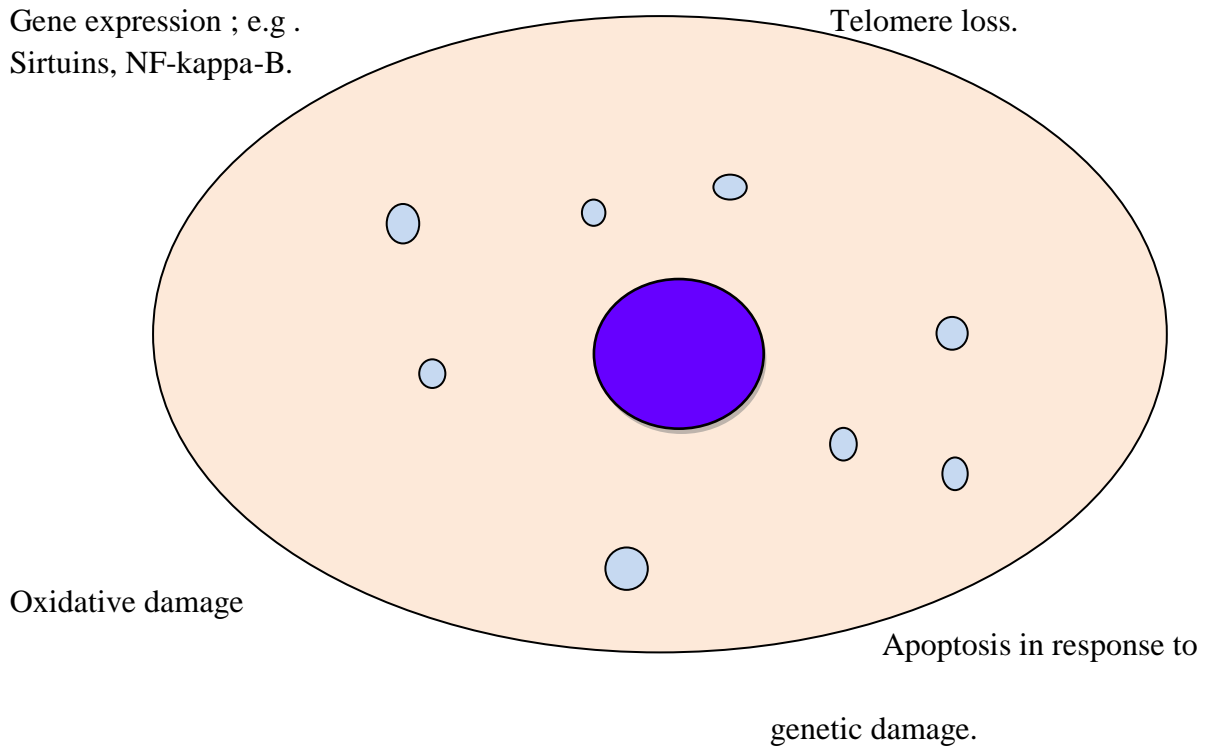 Gene expression ; e.g .
Sirtuins, NF-kappa-B.
Telomere loss.
Oxidative damage
Apoptosis in response to
genetic damage.